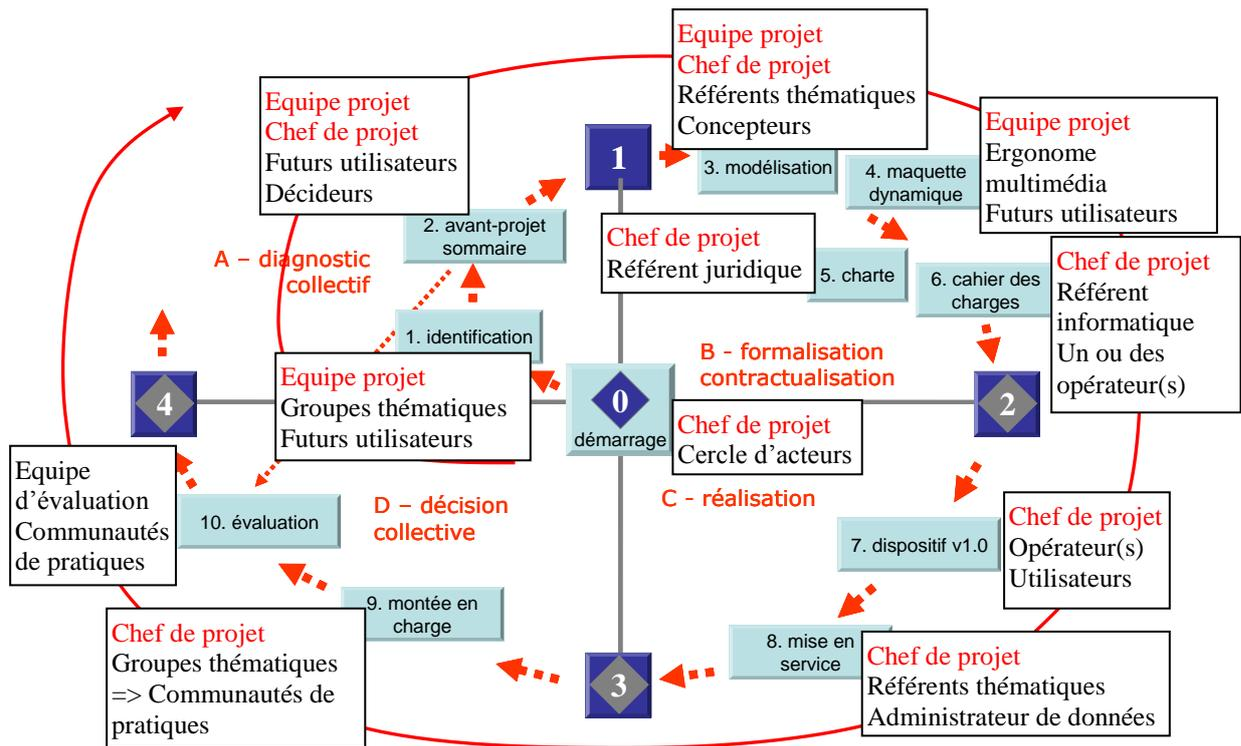 Equipe projet
Chef de projet
Référents thématiques
Concepteurs
Equipe projet
Chef de projet
Futurs utilisateurs
Décideurs
Equipe projet
Ergonome
multimédia
Futurs utilisateurs
1
3. modélisation
4. maquette
dynamique
2. avant-projet
sommaire
Chef de projet
Référent juridique
A – diagnostic
collectif
5. charte
6. cahier des
charges
Chef de projet
Référent
informatique
Un ou des
opérateur(s)
1. identification
B - formalisation
contractualisation
Equipe projet
Groupes thématiques
Futurs utilisateurs
4
0
démarrage
2
Chef de projet
Cercle d’acteurs
Equipe
d’évaluation
Communautés
de pratiques
10. évaluation
D – décision
collective
C - réalisation
7. dispositif v1.0
Chef de projet
Opérateur(s)
Utilisateurs
9. montée en
charge
8. mise en
service
Chef de projet
Groupes thématiques
=> Communautés de
pratiques
3
Chef de projet
Référents thématiques
Administrateur de données